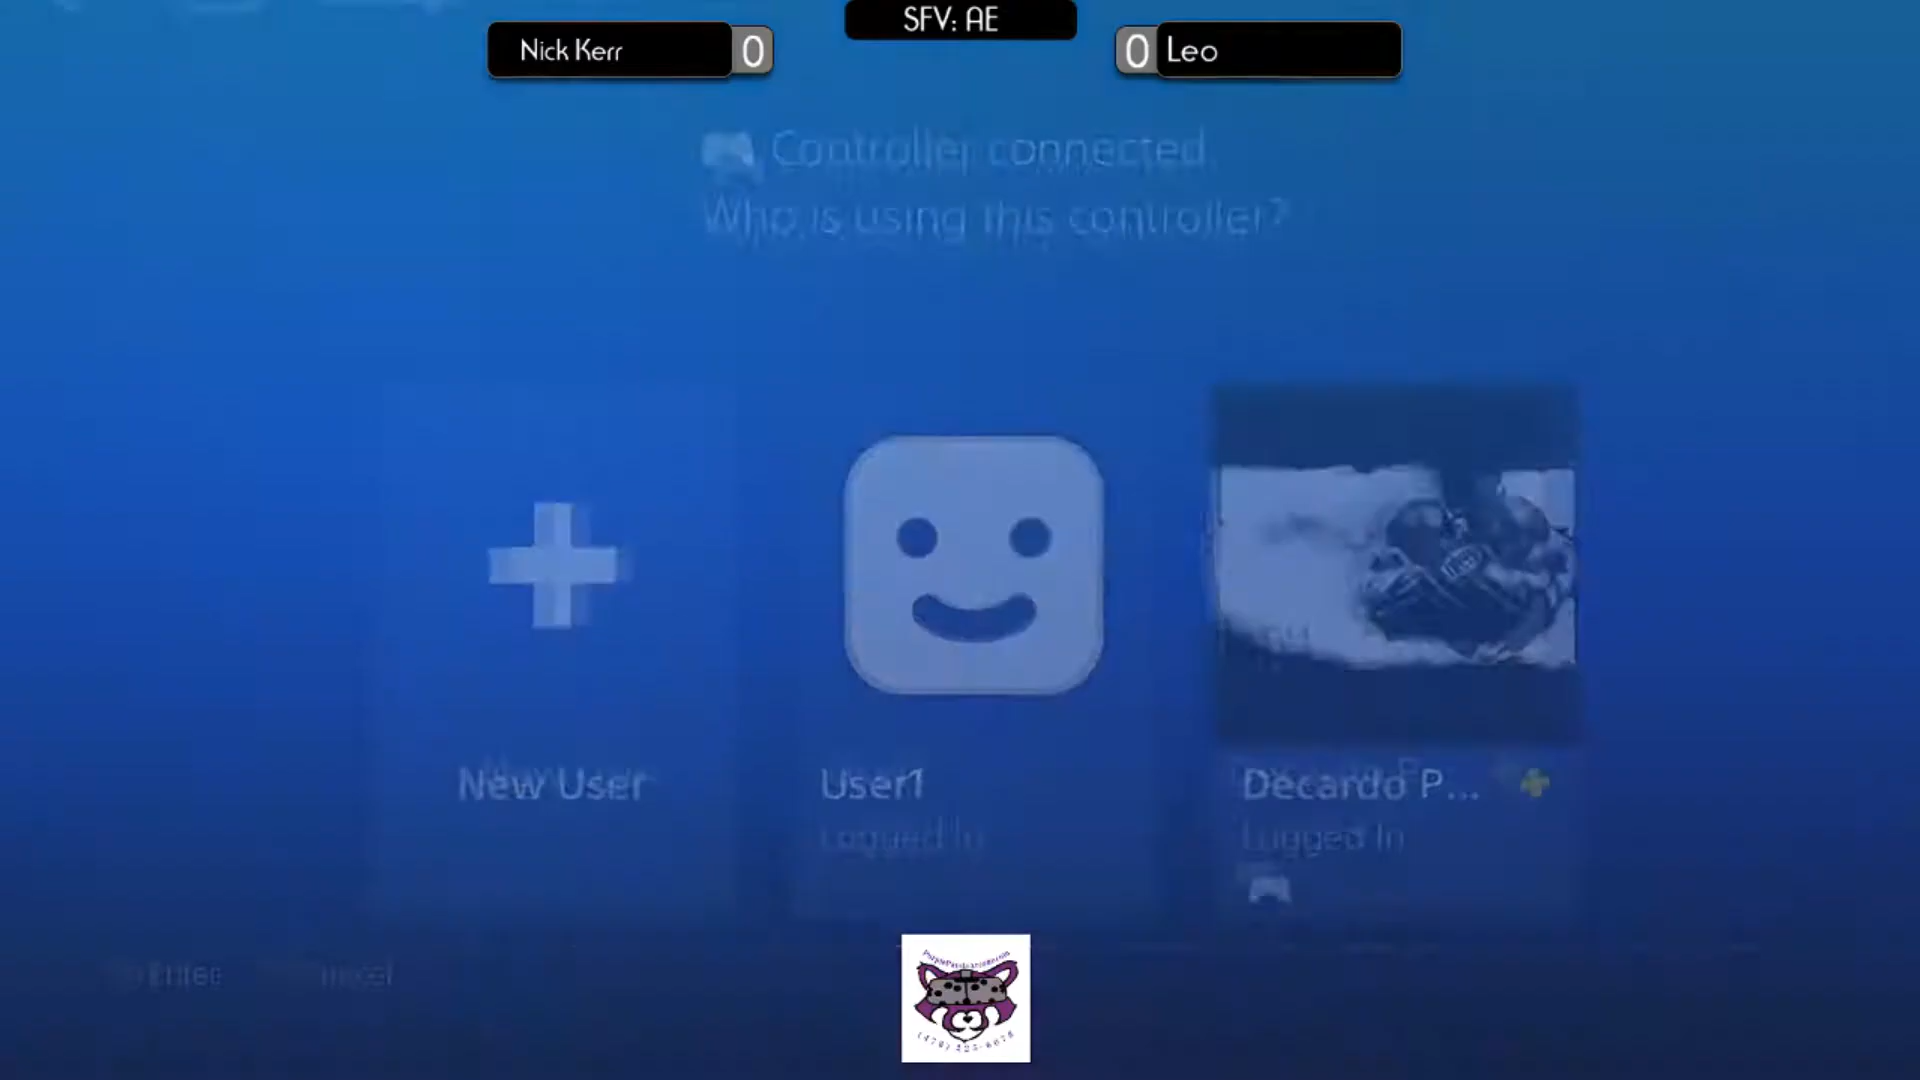 SFV: AE
Nick Kerr 0
0 Leo
Controller connected.
Who is using this controller?
New User
User1
Decardo P...
Logged In
Logged In
Enter